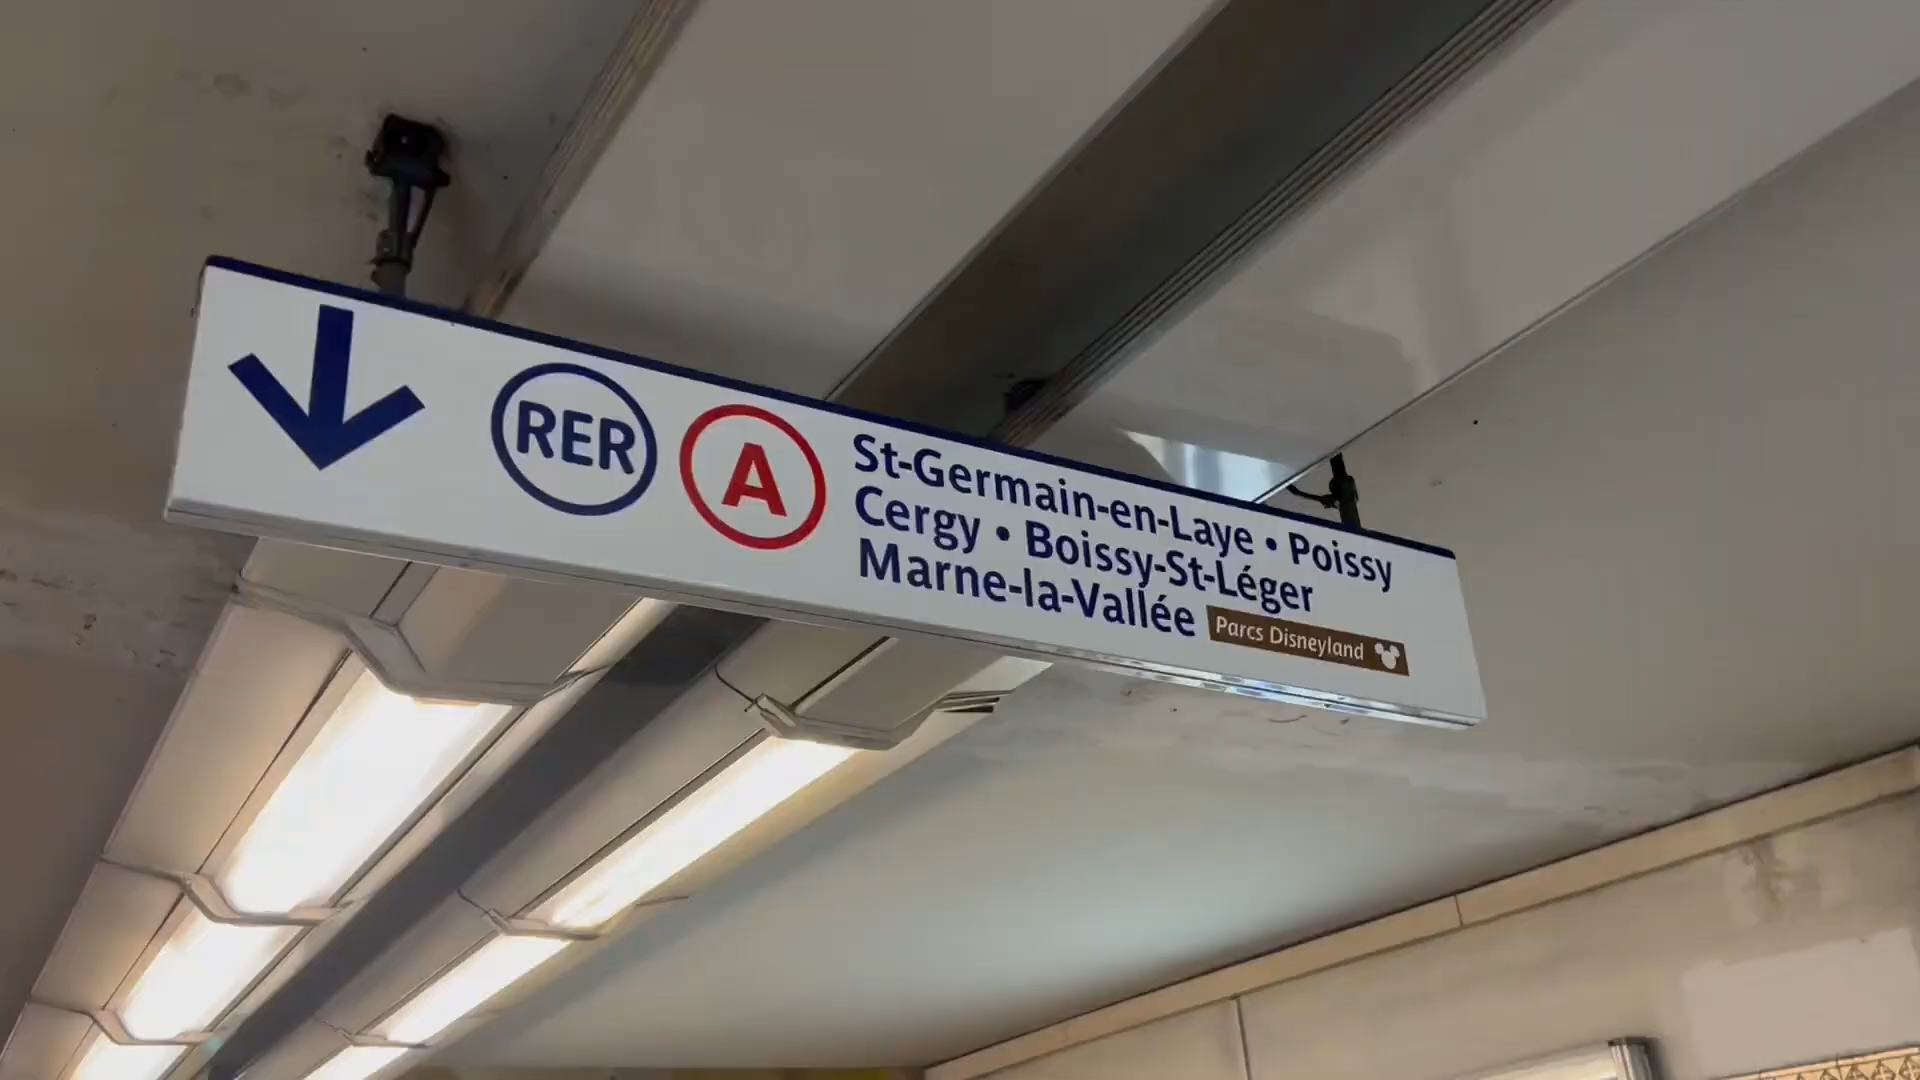 RER A
St-Germain-en-Laye • Poissy
Cergy • Boissy-St-Léger
Marne-la-Vallée Parcs Disneyland